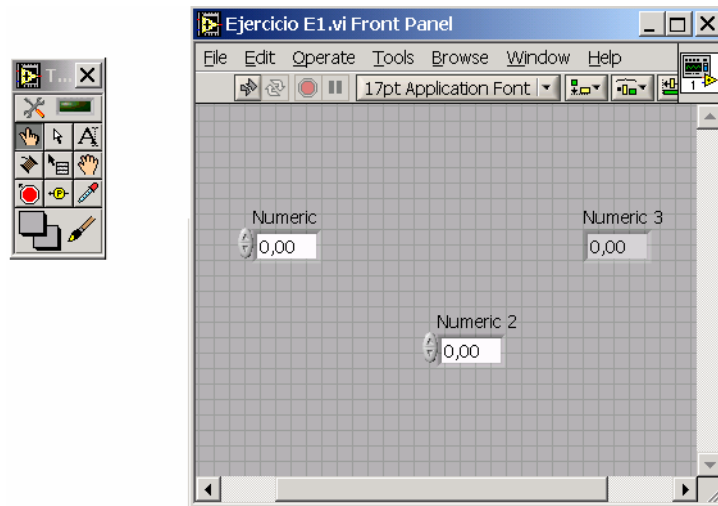 Ejercicio E1.vi Front Panel
File Edit Operate Tools Browse Window Help
17pt Application Font
1
T...
A
P
Numeric
0,00
Numeric 3
0,00
Numeric 2
0,00